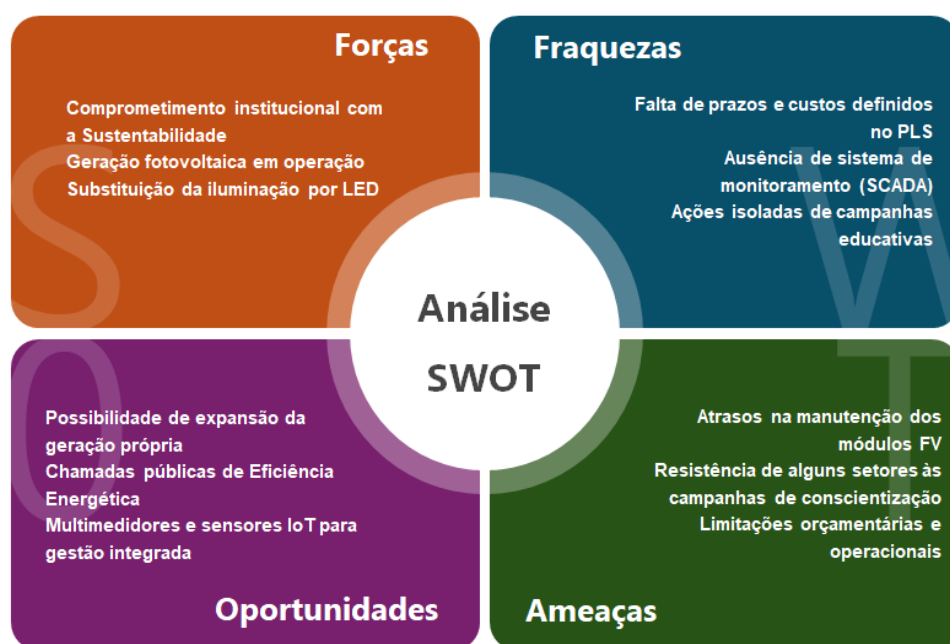 Forças
Comprometimento institucional com
a Sustentabilidade
Geração fotovoltaica em operação
Substituição da iluminação por LED
S
Fraquezas
Falta de prazos e custos definidos
no PLS
Ausência de sistema de
monitoramento (SCADA)
Ações isoladas de campanhas
educativas
W
Análise
SWOT
O
Possibilidade de expansão da
geração própria
Chamadas públicas de Eficiência
Energética
Multimedidores e sensores IoT para
gestão integrada
Oportunidades
T
Atrasos na manutenção dos
módulos FV
Resistência de alguns setores às
campanhas de conscientização
Limitações orçamentárias e
operacionais
Ameaças